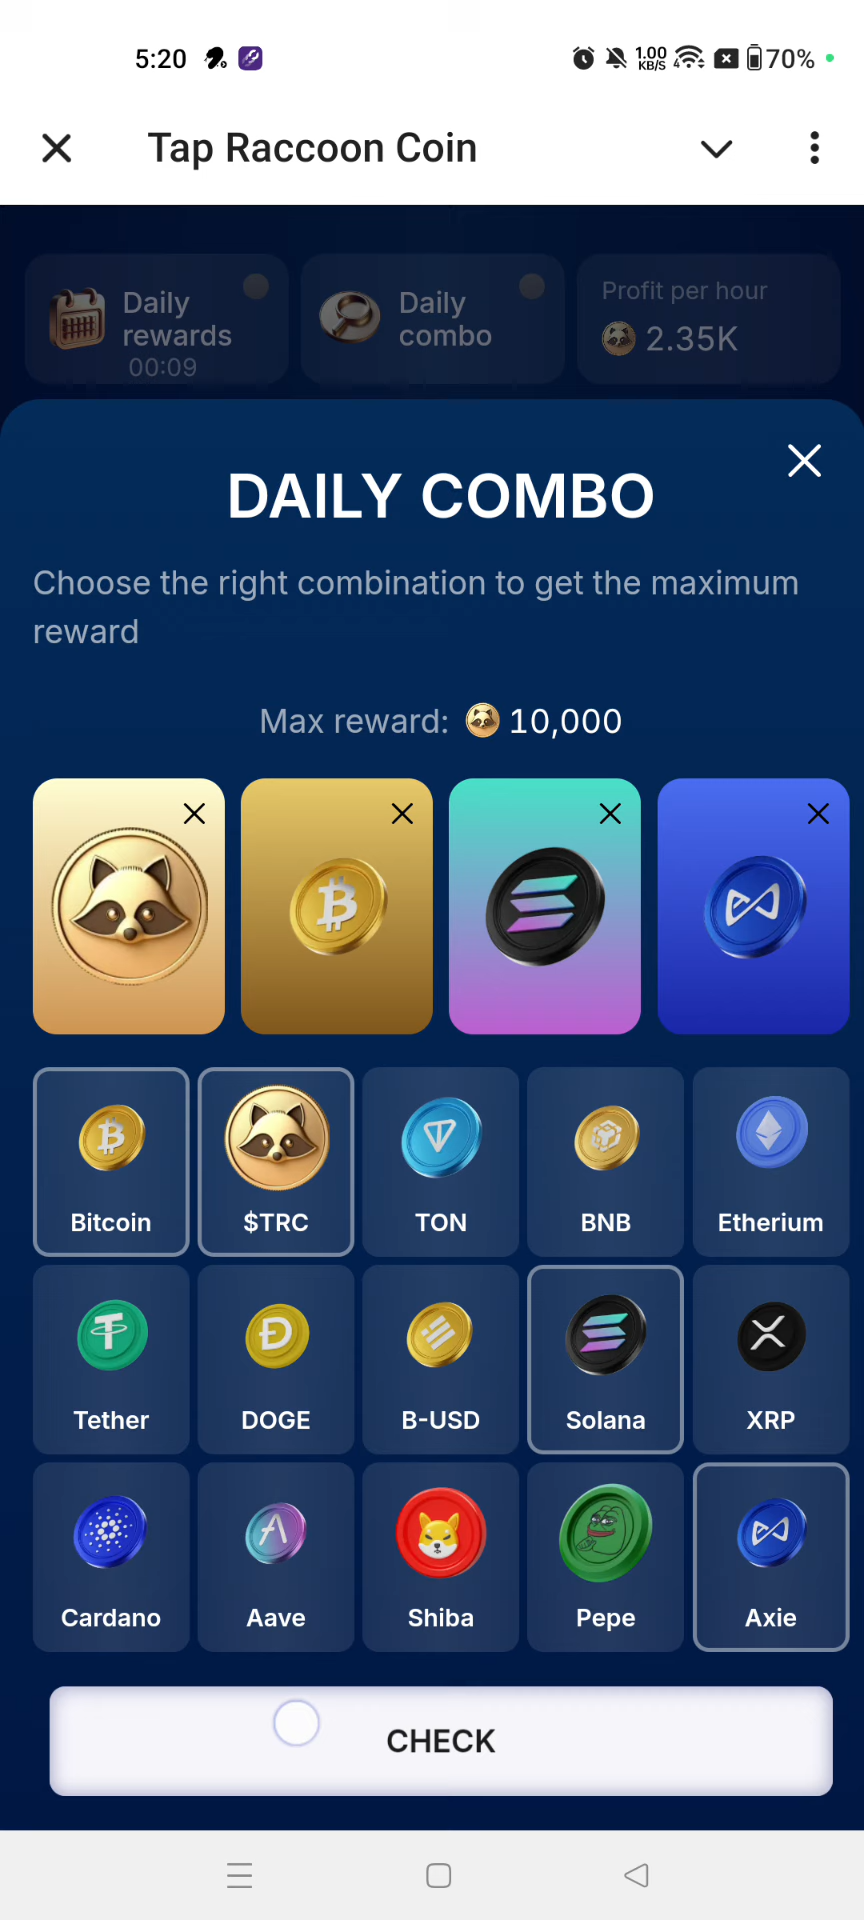 5:20
1.00
KB/S
4
70%
Tap Raccoon Coin
Daily
rewards
00:09
Daily
combo
Profit per hour
2.35K
DAILY COMBO
Choose the right combination to get the maximum
reward
Max reward: 10,000
Bitcoin
$TRC
TON
BNB
Etherium
Tether
DOGE
B-USD
Solana
XRP
Cardano
Aave
Shiba
Pepe
Axie
CHECK